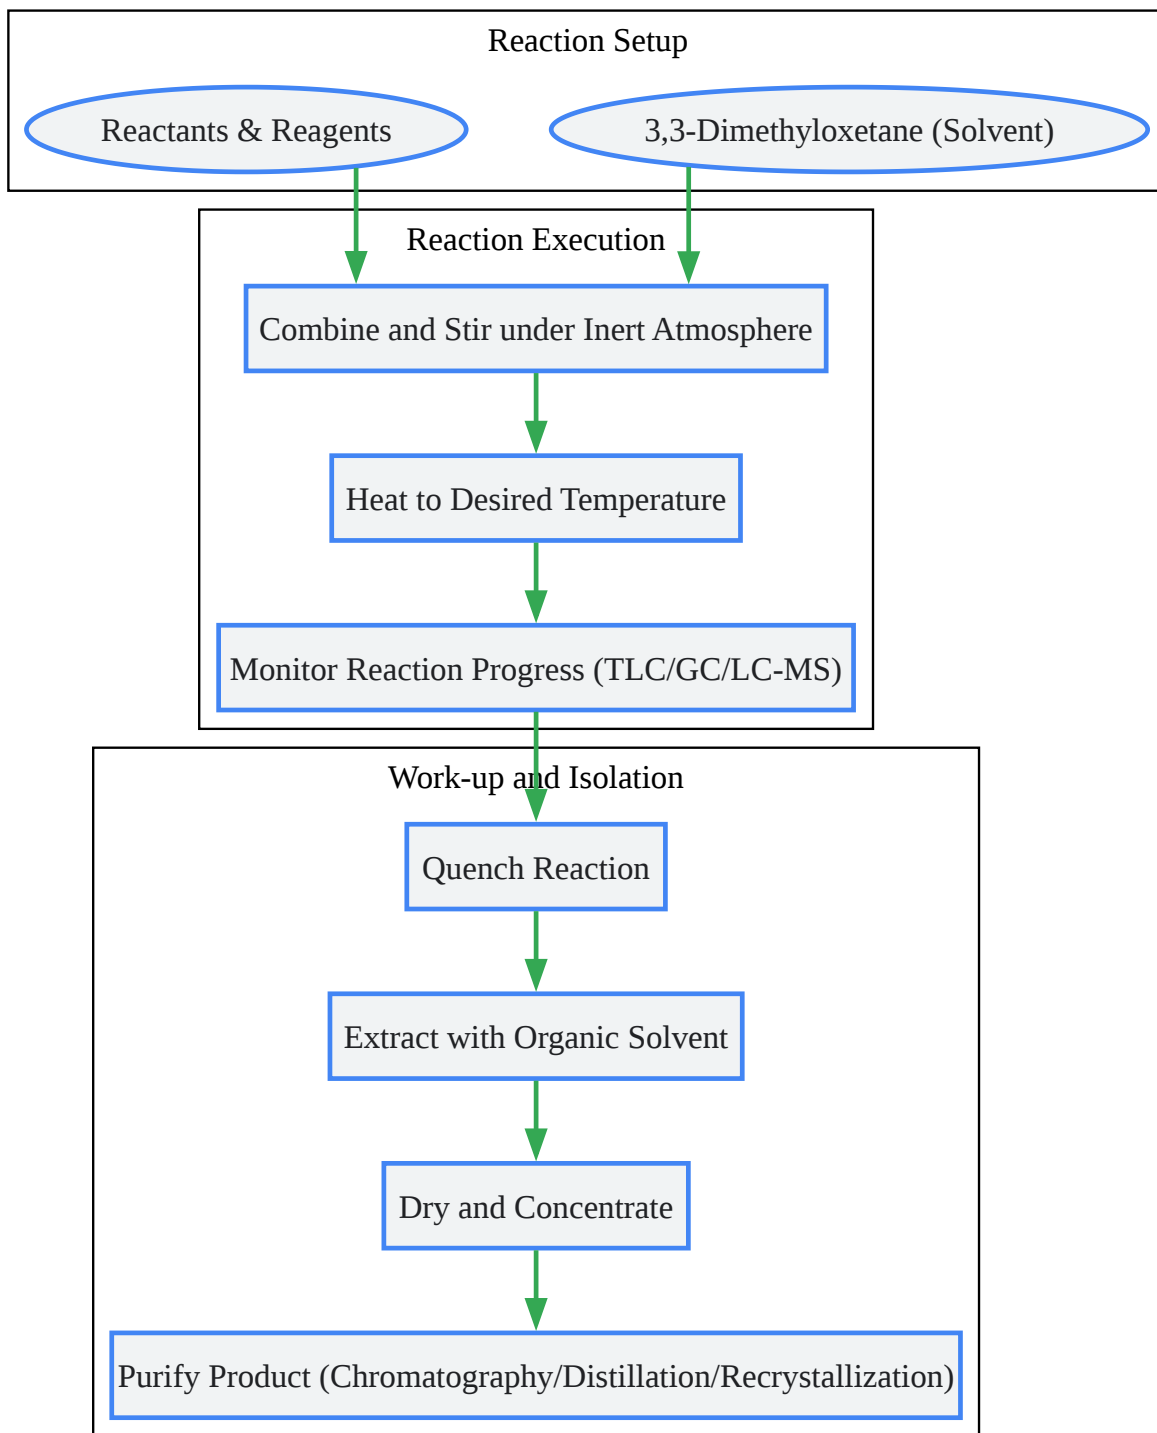 Reaction Setup
Reactants & Reagents
3,3-Dimethyloxetane (Solvent)
Reaction Execution
Combine and Stir under Inert Atmosphere
Heat to Desired Temperature
Monitor Reaction Progress (TLC/GC/LC-MS)
Work-up and Isolation
Quench Reaction
Extract with Organic Solvent
Dry and Concentrate
Purify Product (Chromatography/Distillation/Recrystallization)